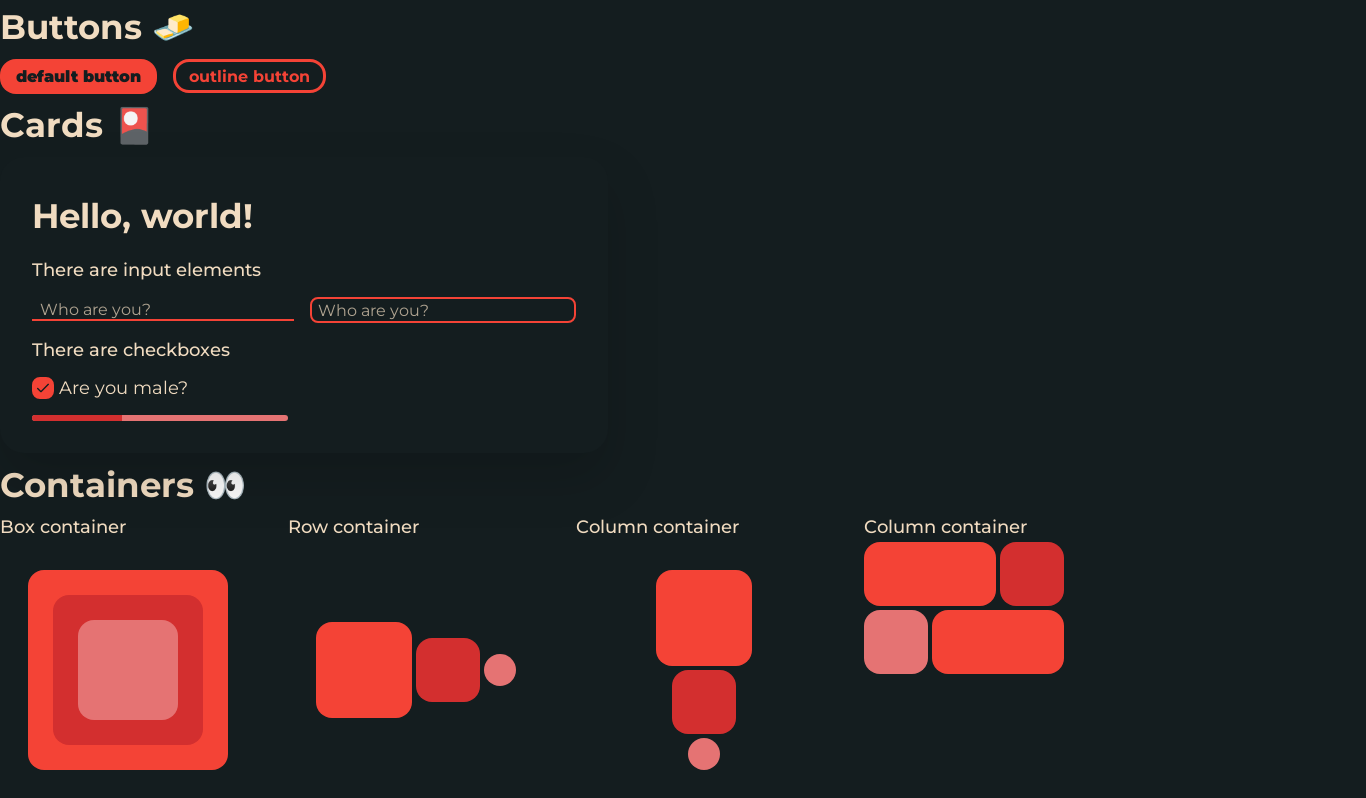 Buttons 🧈
default button outline button
Cards 🎴
Hello, world!
There are input elements
Who are you? Who are you?
There are checkboxes
Are you male?
Containers 👀
Box container Row container Column container Column container